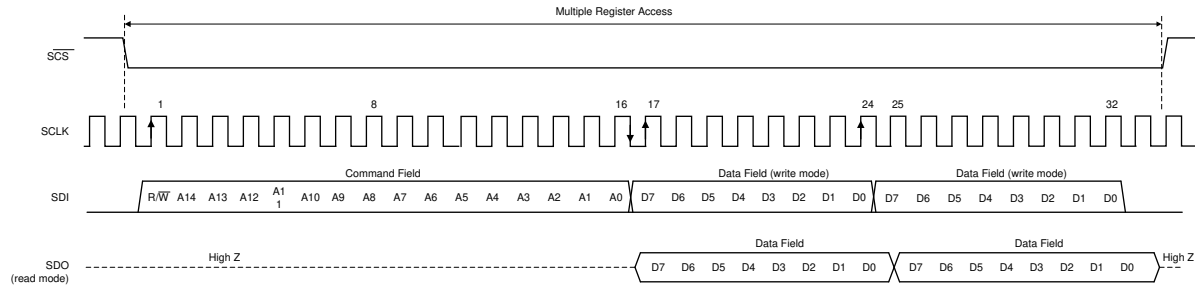 Multiple Register Access
SCS
1 8 16 17 24 25 32
SCLK
Command Field Data Field (write mode) Data Field (write mode)
SDI R/W A14 A13 A12 A1 A10 A9 A8 A7 A6 A5 A4 A3 A2 A1 A0 D7 D6 D5 D4 D3 D2 D1 D0 D7 D6 D5 D4 D3 D2 D1 D0
1
Data Field Data Field
High Z High Z
SDO
(read mode)
D7 D6 D5 D4 D3 D2 D1 D0 D7 D6 D5 D4 D3 D2 D1 D0